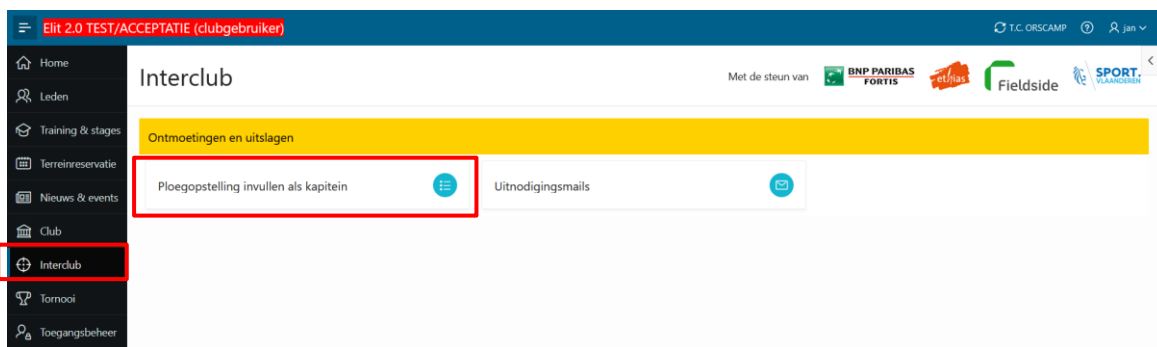 Elit 2.0 TEST/ACCEPTATIE (clubgebruiker)
T.C. ORSCAMP
jan
Home
Leden
Training & stages
Terreinreservatie
Nieuws & events
Club
Interclub
Tornooi
Toegangsbeheer
Interclub
Met de steun van
BNP PARIBAS
FORTIS
ethias
Fieldside
SPORT.
VLAANDEREN
Ontmoetingen en uitslagen
Ploegopstelling invullen als kapitein
Uitnodigingsmails